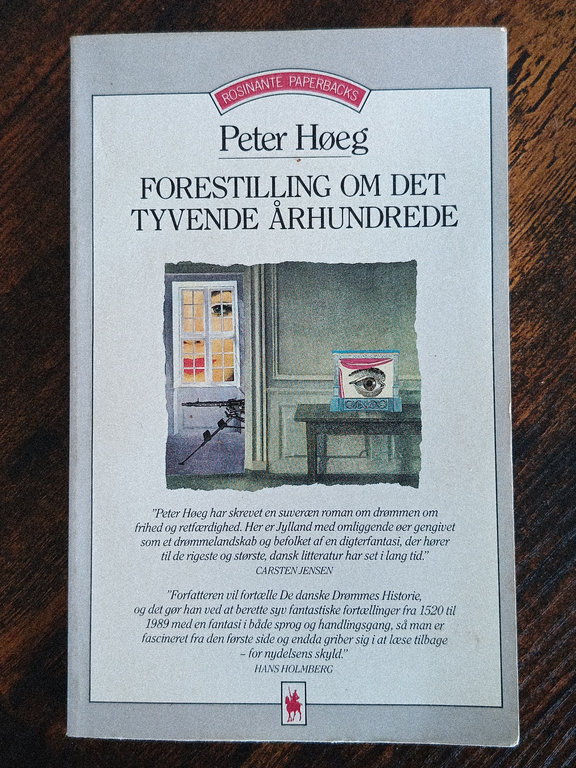 ROSINANTE PAPERBACKS
Peter Høeg
FORESTILLING OM DET
TYVENDE ÅRHUNDREDE
"Peter Høeg har skrevet en suveræn roman om drømmen om
frihed og retfærdighed. Her er Jylland med omliggende øer gengivet
som et drømmelandskab og befolket af en digterfantasi, der hører
til de rigeste og største, dansk litteratur har set i lang tid."
CARSTEN JENSEN
"Forfatteren vil fortælle De danske Drømmes Historie,
og det gør han ved at berette syv fantastiske fortællinger fra 1520 til
1989 med en fantasi i både sprog og handlingsgang, så man er
fascineret fra den første side og endda griber sig i at læse tilbage
– for nydelsens skyld."
HANS HOLMBERG